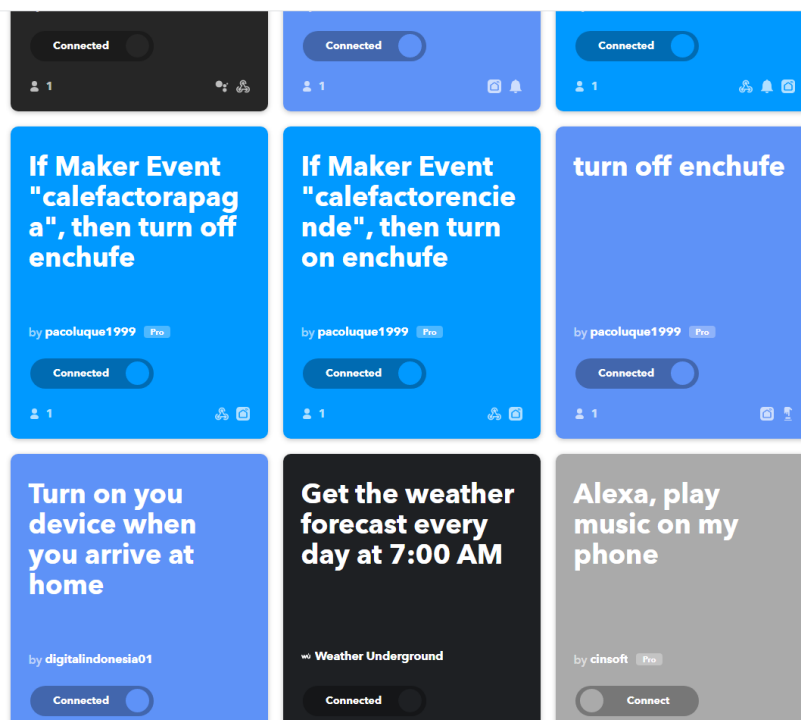 Connected
Connected
Connected
1
1
1
If Maker Event
"calefactorapag
a", then turn off
enchufe
by pacoluque1999 Pro
Connected
1
If Maker Event
"calefactorencie
nde", then turn
on enchufe
by pacoluque1999 Pro
Connected
1
turn off enchufe
by pacoluque1999 Pro
Connected
1
Turn on you
device when
you arrive at
home
by digitalindonesia01
Connected
Get the weather
forecast every
day at 7:00 AM
wu Weather Underground
Connected
Alexa, play
music on my
phone
by cinsoft Pro
Connect